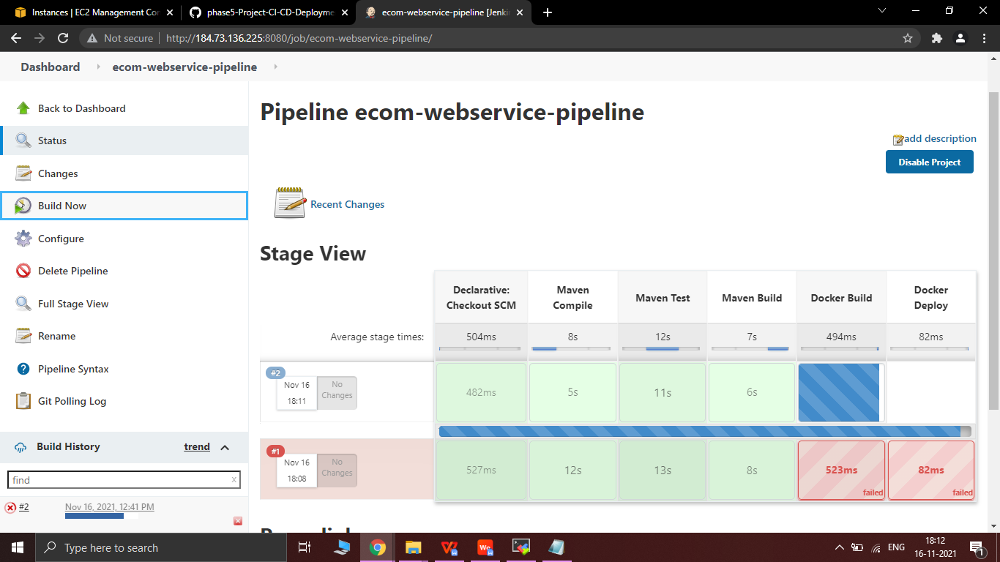 Instances | EC2 Management Con
phase5-Project-CI-CD-Deployme
ecom-webservice-pipeline [Jenki
Not secure
http://184.73.136.225:8080/job/ecom-webservice-pipeline/
Dashboard
ecom-webservice-pipeline
Back to Dashboard
Status
Changes
Build Now
Configure
Delete Pipeline
Full Stage View
Rename
Pipeline Syntax
Git Polling Log
Build History
trend
find
x
#2
Nov 16, 2021, 12:41 PM
Pipeline ecom-webservice-pipeline
add description
Disable Project
Recent Changes
Stage View
Declarative:
Checkout SCM
Maven
Compile
Maven Test
Maven Build
Docker Build
Docker
Deploy
Average stage times:
504ms
8s
12s
7s
494ms
82ms
#2
Nov 16
18:11
No
Changes
482ms
5s
11s
6s
#1
Nov 16
18:08
No
Changes
527ms
12s
13s
8s
523ms
failed
82ms
failed
Type here to search
ENG
18:12
16-11-2021
1